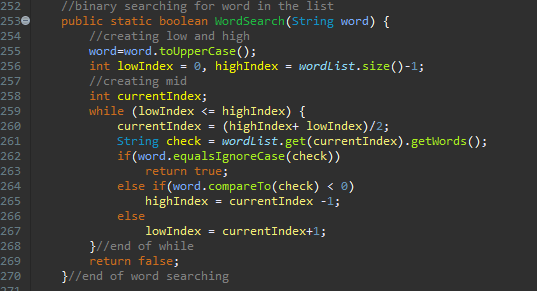 252 //binary searching for word in the list
253 public static boolean WordSearch(String word) {
254 //creating low and high
255 word=word.toUpperCase();
256 int lowIndex = 0, highIndex = wordList.size()-1;
257 //creating mid
258 int currentIndex;
259 while (lowIndex <= highIndex) {
260 currentIndex = (highIndex+ lowIndex)/2;
261 String check = wordList.get(currentIndex).getWords();
262 if(word.equalsIgnoreCase(check))
263 return true;
264 else if(word.compareTo(check) < 0)
265 highIndex = currentIndex -1;
266 else
267 lowIndex = currentIndex+1;
268 }//end of while
269 return false;
270 }//end of word searching
271